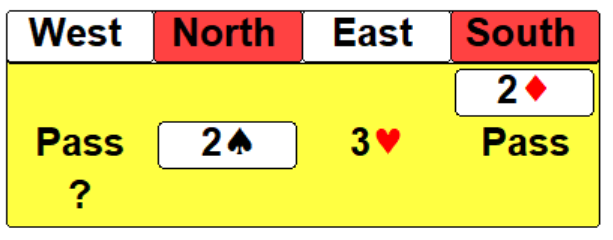 West North East South
2♦
Pass 2♠ 3♥ Pass
?